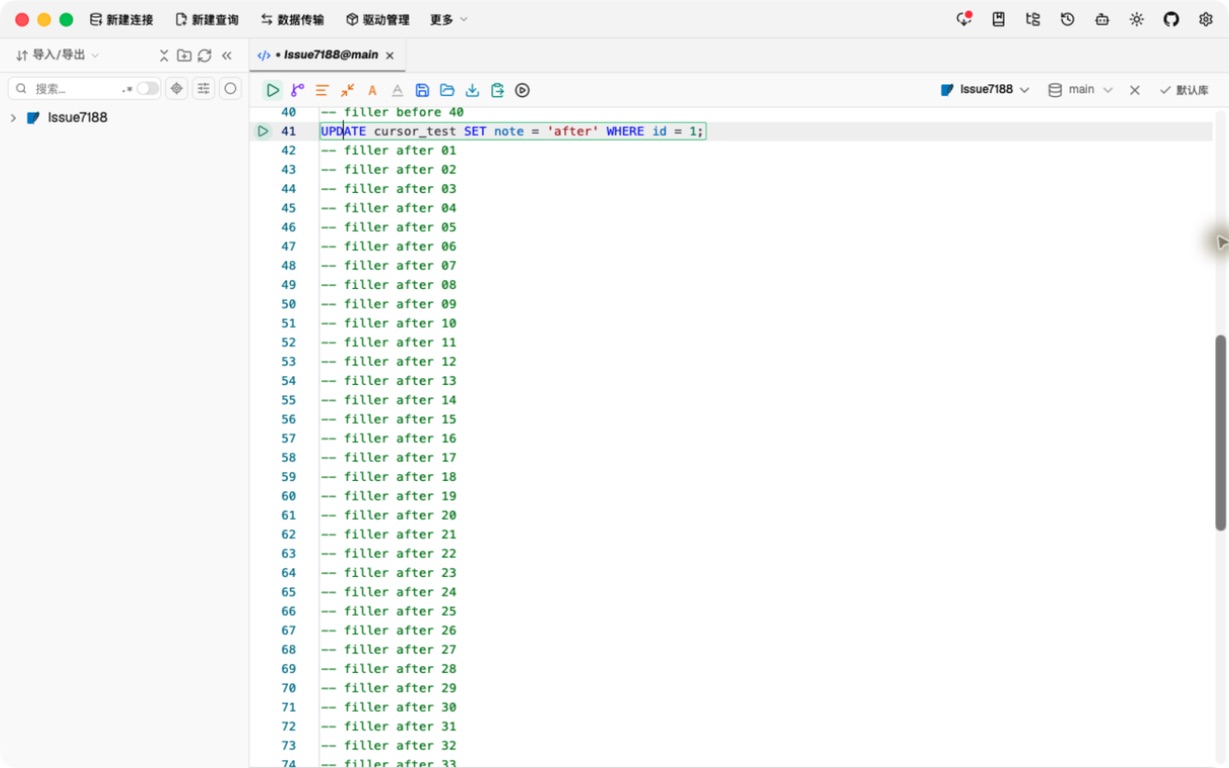 新建连接 新建查询 数据传输 驱动管理 更多
导入/导出
Issue7188@main
搜索...
.*
Issue7188
Issue7188 main 默认库
40 -- filler before 40
41 UPDATE cursor_test SET note = 'after' WHERE id = 1;
42 -- filler after 01
43 -- filler after 02
44 -- filler after 03
45 -- filler after 04
46 -- filler after 05
47 -- filler after 06
48 -- filler after 07
49 -- filler after 08
50 -- filler after 09
51 -- filler after 10
52 -- filler after 11
53 -- filler after 12
54 -- filler after 13
55 -- filler after 14
56 -- filler after 15
57 -- filler after 16
58 -- filler after 17
59 -- filler after 18
60 -- filler after 19
61 -- filler after 20
62 -- filler after 21
63 -- filler after 22
64 -- filler after 23
65 -- filler after 24
66 -- filler after 25
67 -- filler after 26
68 -- filler after 27
69 -- filler after 28
70 -- filler after 29
71 -- filler after 30
72 -- filler after 31
73 -- filler after 32
74 -- filler after 33